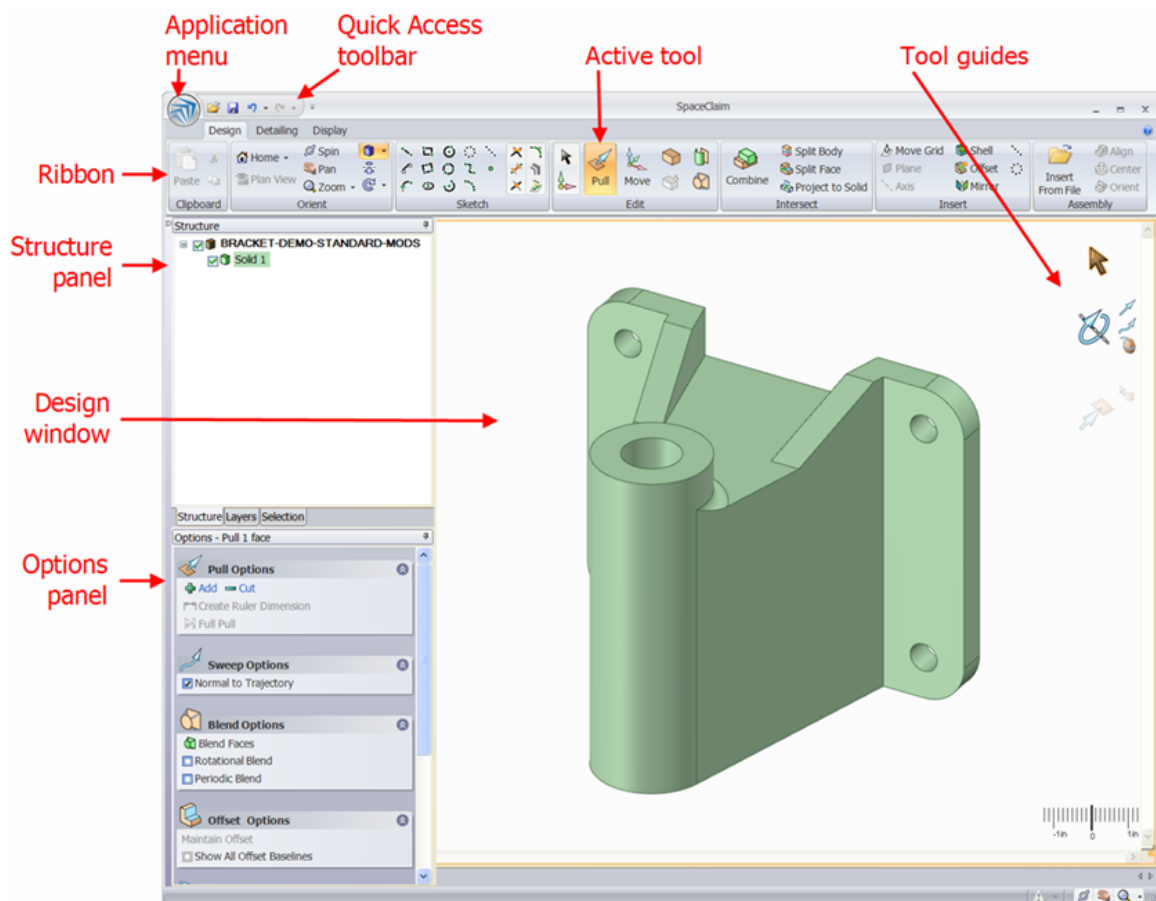 Application
menu
Quick Access
toolbar
Active tool
Tool guides
SpaceClaim
Design Detailing Display
Ribbon
Paste
Home
Plan View
Spin
Pan
Zoom
Pull
Move
Combine
Split Body
Split Face
Project to Solid
Move Grid
Plane
Axis
Shell
Offset
Mirror
Insert
From File
Align
Center
Orient
Clipboard
Orient
Sketch
Edit
Intersect
Insert
Assembly
Structure
panel
Structure
BRACKET-DEMO-STANDARD-MODS
Solid 1
Design
window
Structure Layers Selection
Options - Pull 1 face
Options
panel
Pull Options
Add Cut
Create Ruler Dimension
Full Pull
Sweep Options
Normal to Trajectory
Blend Options
Blend Faces
Rotational Blend
Periodic Blend
Offset Options
Maintain Offset
Show All Offset Baselines
-1in 0 1in